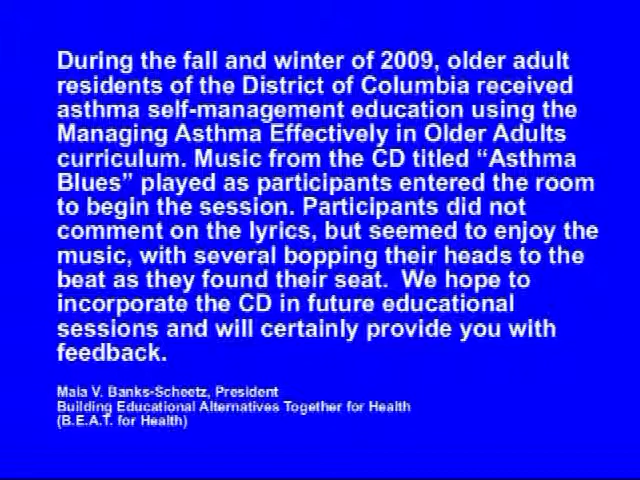 During the fall and winter of 2009, older adult
residents of the District of Columbia received
asthma self-management education using the
Managing Asthma Effectively in Older Adults
curriculum. Music from the CD titled “Asthma
Blues” played as participants entered the room
to begin the session. Participants did not
comment on the lyrics, but seemed to enjoy the
music, with several bopping their heads to the
beat as they found their seat.  We hope to
incorporate the CD in future educational
sessions and will certainly provide you with
feedback.
Maia V. Banks-Scheetz, President
Building Educational Alternatives Together for Health
(B.E.A.T. for Health)